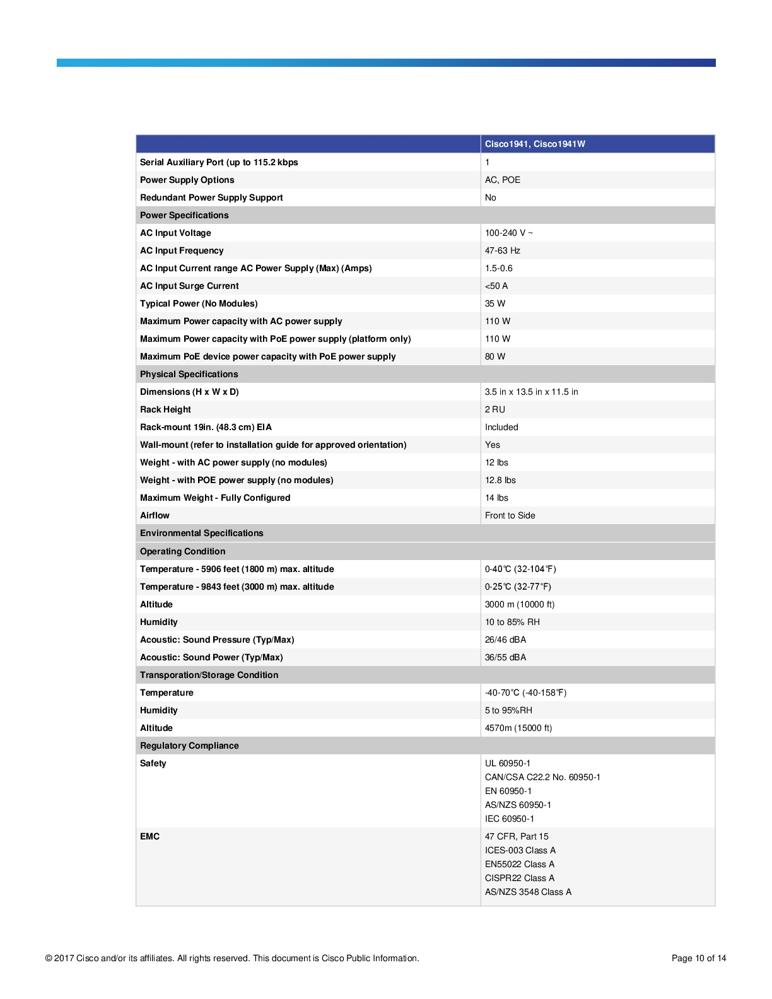 Cisco1941, Cisco1941W
Serial Auxiliary Port (up to 115.2 kbps 1
Power Supply Options AC, POE
Redundant Power Supply Support No
Power Specifications
AC Input Voltage 100-240 V ~
AC Input Frequency 47-63 Hz
AC Input Current range AC Power Supply (Max) (Amps) 1.5-0.6
AC Input Surge Current <50 A
Typical Power (No Modules) 35 W
Maximum Power capacity with AC power supply 110 W
Maximum Power capacity with PoE power supply (platform only) 110 W
Maximum PoE device power capacity with PoE power supply 80 W
Physical Specifications
Dimensions (H x W x D) 3.5 in x 13.5 in x 11.5 in
Rack Height 2 RU
Rack-mount 19in. (48.3 cm) EIA Included
Wall-mount (refer to installation guide for approved orientation) Yes
Weight - with AC power supply (no modules) 12 lbs
Weight - with POE power supply (no modules) 12.8 lbs
Maximum Weight - Fully Configured 14 lbs
Airflow Front to Side
Environmental Specifications
Operating Condition
Temperature - 5906 feet (1800 m) max. altitude 0-40°C (32-104°F)
Temperature - 9843 feet (3000 m) max. altitude 0-25°C (32-77°F)
Altitude 3000 m (10000 ft)
Humidity 10 to 85% RH
Acoustic: Sound Pressure (Typ/Max) 26/46 dBA
Acoustic: Sound Power (Typ/Max) 36/55 dBA
Transporation/Storage Condition
Temperature -40-70°C (-40-158°F)
Humidity 5 to 95%RH
Altitude 4570m (15000 ft)
Regulatory Compliance
Safety UL 60950-1
CAN/CSA C22.2 No. 60950-1
EN 60950-1
AS/NZS 60950-1
IEC 60950-1
EMC 47 CFR, Part 15
ICES-003 Class A
EN55022 Class A
CISPR22 Class A
AS/NZS 3548 Class A
© 2017 Cisco and/or its affiliates. All rights reserved. This document is Cisco Public Information. Page 10 of 14